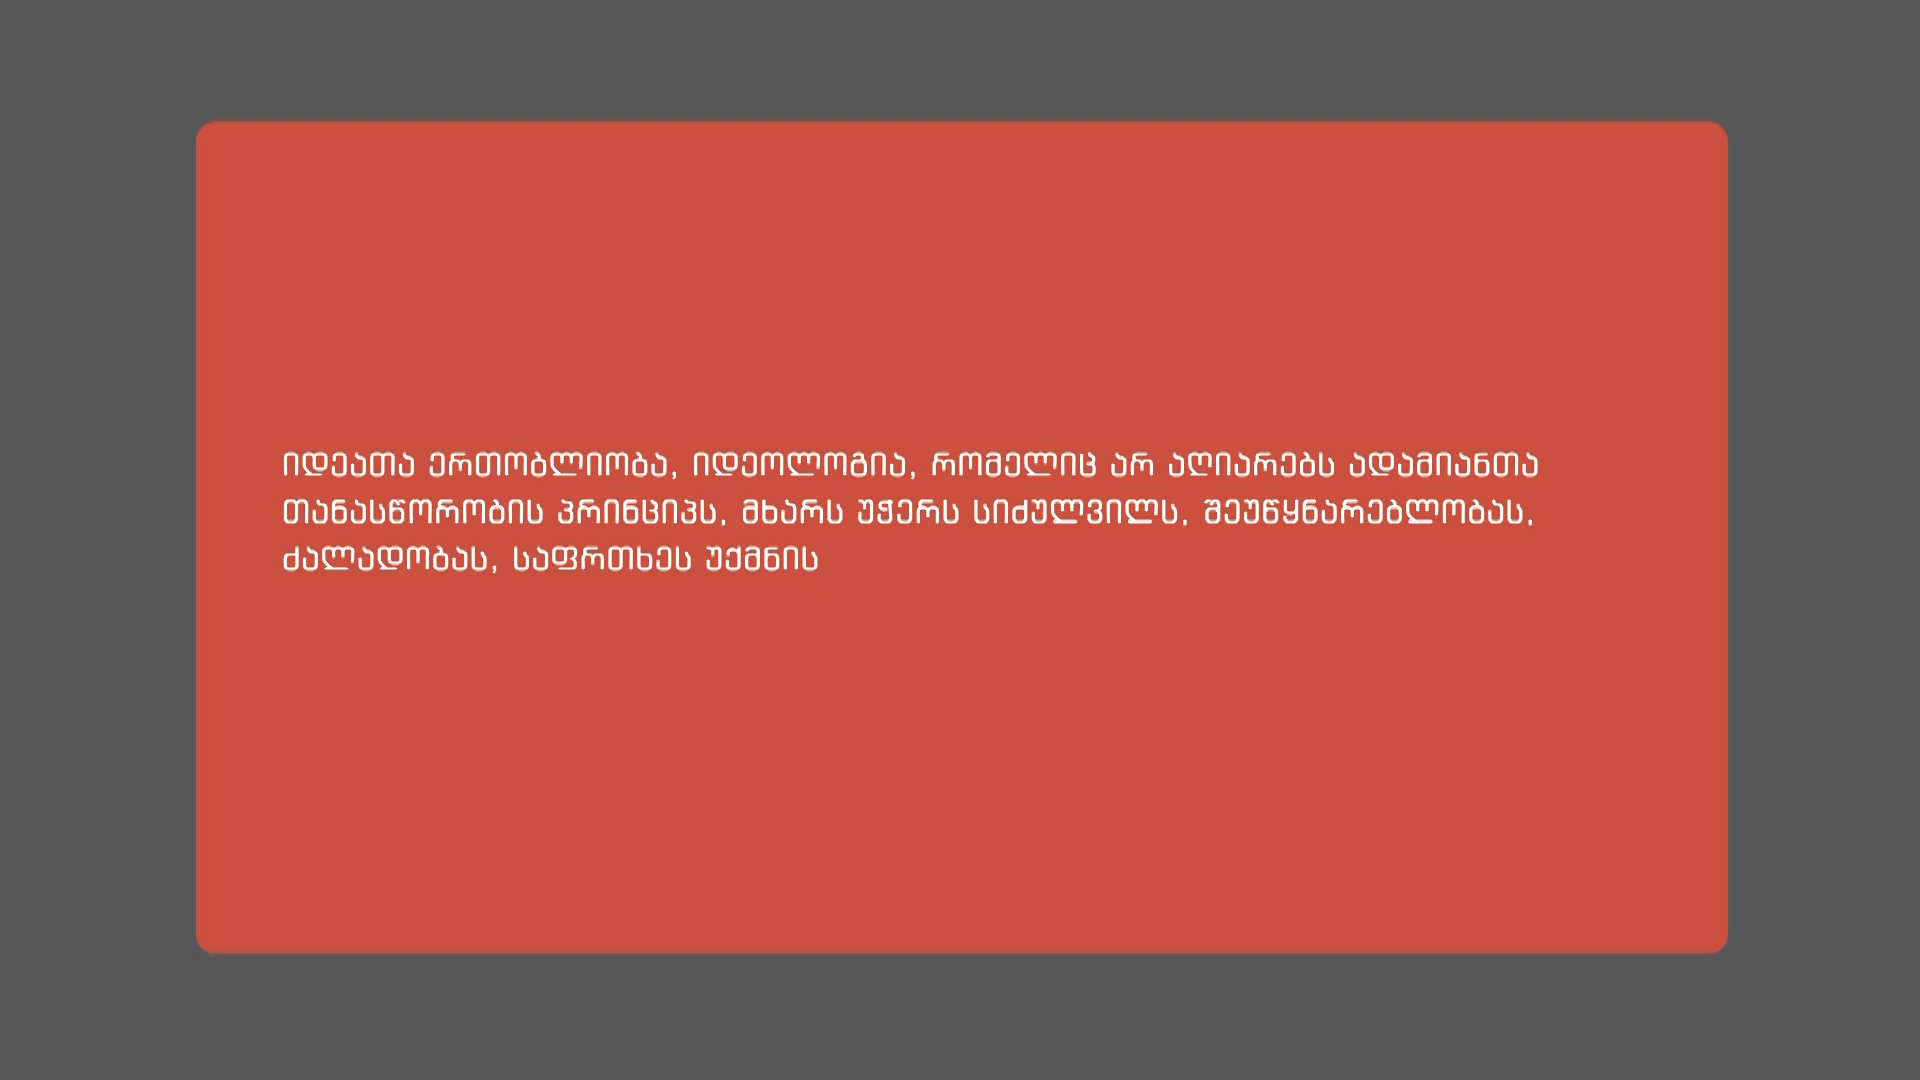 იდეათა ერთობლიობა, იდეოლოგია, რომელიც არ აღიარებს ადამიანთა
თანასწორობის პრინციპს, მხარს უჭერს სიძულვილს, შეუწყნარებლობას,
ძალადობას, საფრთხეს უქმნის